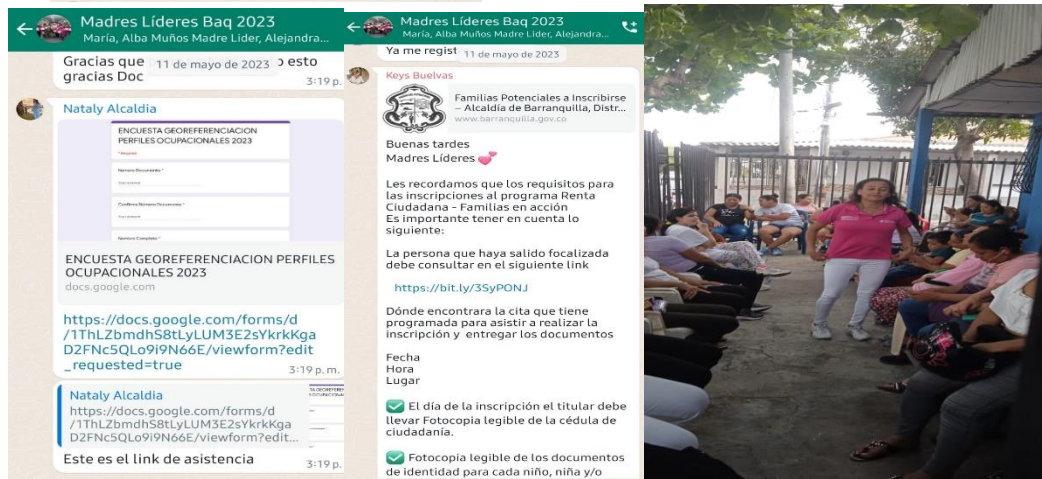 Madres Líderes Baq 2023
María, Alba Muños Madre Lider, Alejandra...
Gracias que
11 de mayo de 2023
esto
gracias Doc
3:19 p.
Nataly Alcaldia
ENCUESTA GEOREFERENCIACION
PERFILES OCUPACIONALES 2023
Número Documento *
Confirme Número Documento *
Nombre Completo *
ENCUESTA GEOREFERENCIACION PERFILES
OCUPACIONALES 2023
docs.google.com
https://docs.google.com/forms/d
/1ThLZbmdhS8tLyLUM3E2sYkrkKga
D2FNc5QLo9i9N66E/viewform?edit
_requested=true
3:19 p. m.
Nataly Alcaldia
https://docs.google.com/forms/d
/1ThLZbmdhS8tLyLUM3E2sYkrkKga
D2FNc5QLo9i9N66E/viewform?edit...
Este es el link de asistencia
3:19 p.
Madres Líderes Baq 2023
María, Alba Muños Madre Lider, Alejandra...
Ya me regist
11 de mayo de 2023
Keys Buelvas
Familias Potenciales a Inscribirse
– Alcaldía de Barranquilla, Distr...
www.barranquilla.gov.co
Buenas tardes
Madres Líderes 💕
Les recordamos que los requisitos para
las inscripciones al programa Renta
Ciudadana - Familias en acción
Es importante tener en cuenta lo
siguiente:
La persona que haya salido focalizada
debe consultar en el siguiente link
https://bit.ly/3SyPONJ
Dónde encontrara la cita que tiene
programada para asistir a realizar la
inscripción y entregar los documentos
Fecha
Hora
Lugar
✅ El día de la inscripción el titular debe
llevar Fotocopia legible de la cédula de
ciudadanía.
✅ Fotocopia legible de los documentos
de identidad para cada niño, niña y/o